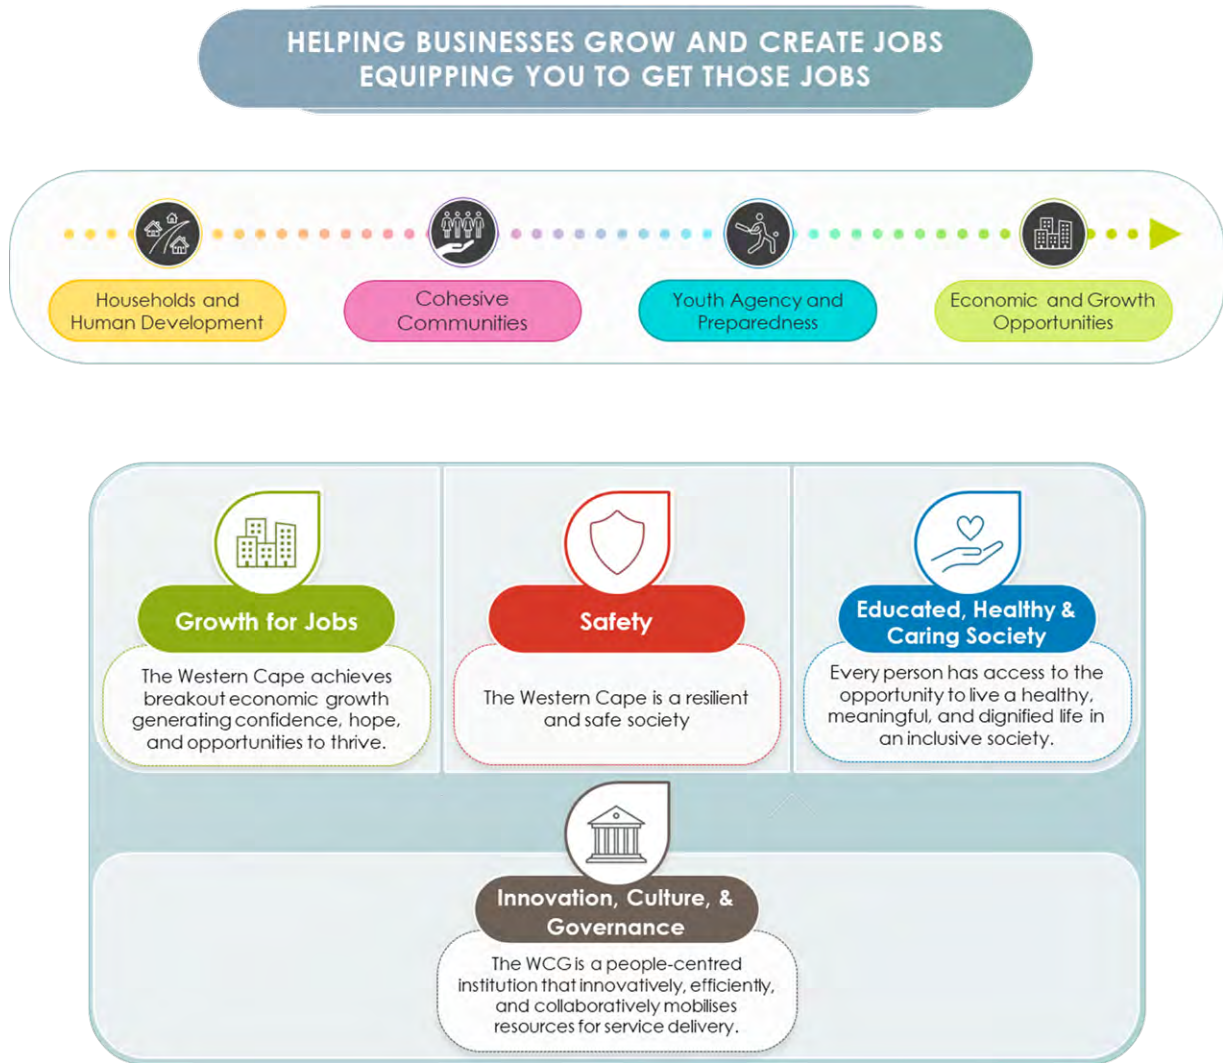 HELPING BUSINESSES GROW AND CREATE JOBS
EQUIPPING YOU TO GET THOSE JOBS
Households and
Human Development
Cohesive
Communities
Youth Agency and
Preparedness
Economic and Growth
Opportunities
Growth for Jobs
The Western Cape achieves
breakout economic growth
generating confidence, hope,
and opportunities to thrive.
Safety
The Western Cape is a resilient
and safe society
Educated, Healthy &
Caring Society
Every person has access to the
opportunity to live a healthy,
meaningful, and dignified life in
an inclusive society.
Innovation, Culture, &
Governance
The WCG is a people-centred
institution that innovatively, efficiently,
and collaboratively mobilises
resources for service delivery.